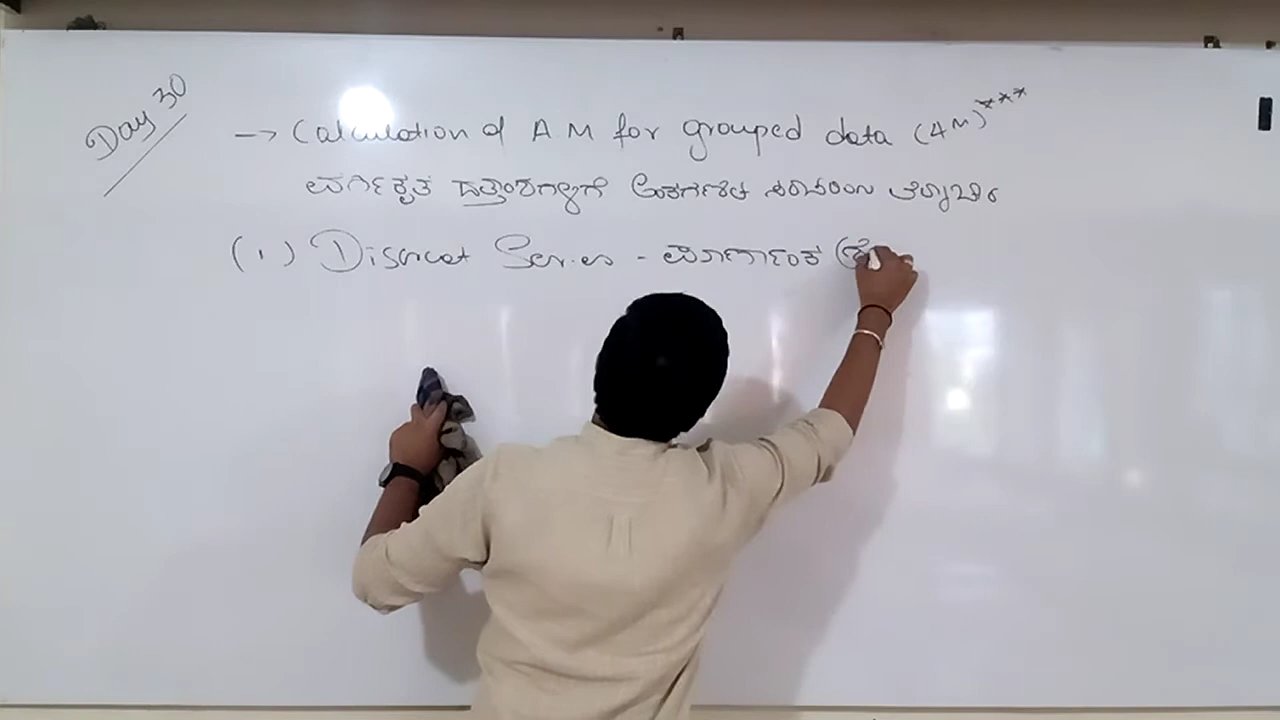 Day 30
→ Calculation of A M for grouped data (4M)***
ವರ್ಗೀಕೃತ ದತ್ತಾಂಶಗಳಿಗೆ ಅಂಕಗಣಿತ ಸರಾಸರಿಯ
(1) Discreet Series - ಪೂರ್ಣಾಂಕ (ಶ್ರೇ